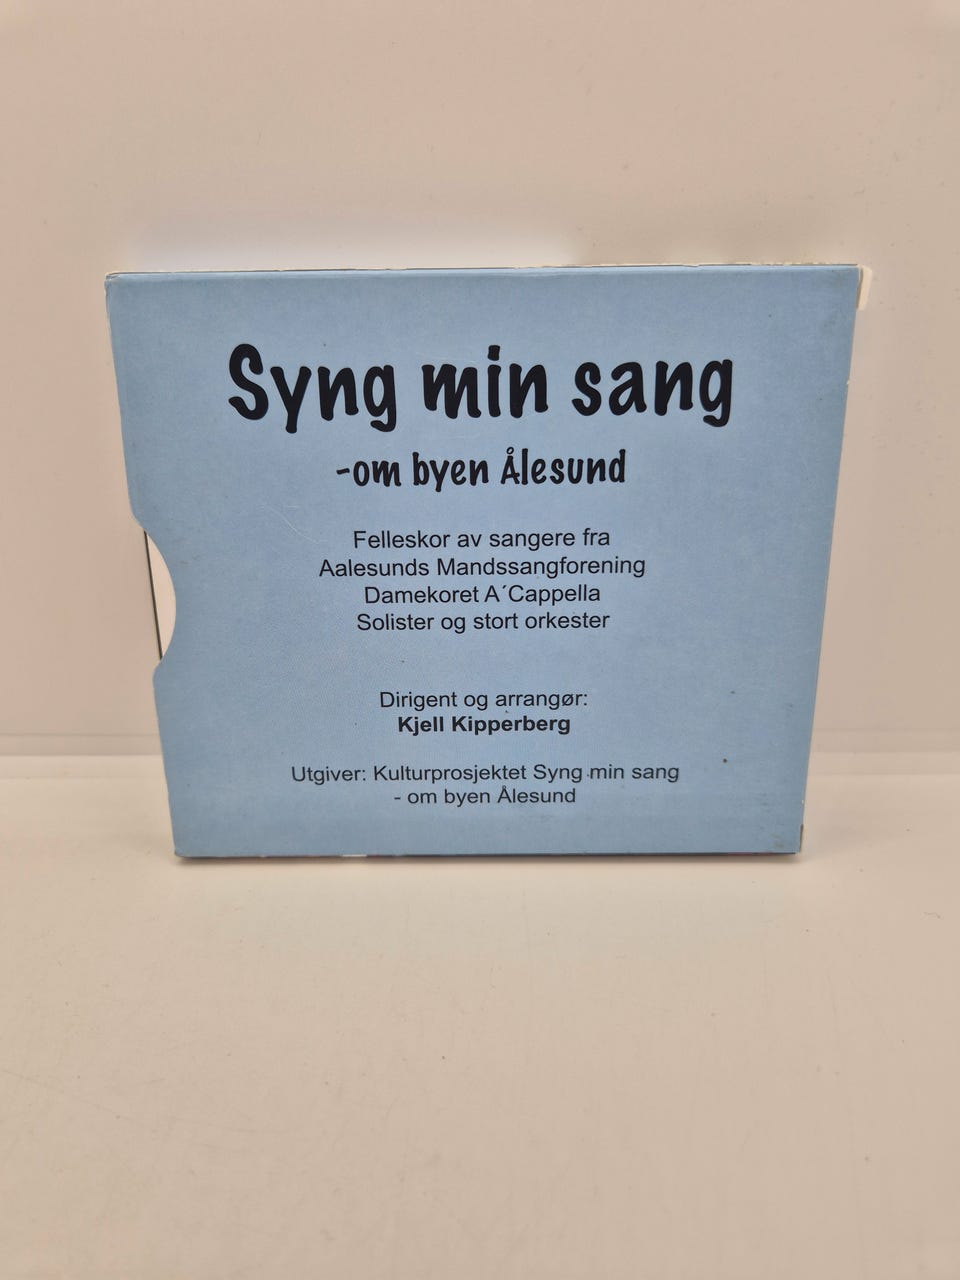 Syng min sang
-om byen Ålesund
Felleskor av sangere fra
Aalesunds Mandssangforening
Damekoret A´Cappella
Solister og stort orkester
Dirigent og arrangør:
Kjell Kipperberg
Utgiver: Kulturprosjektet Syng min sang
- om byen Ålesund